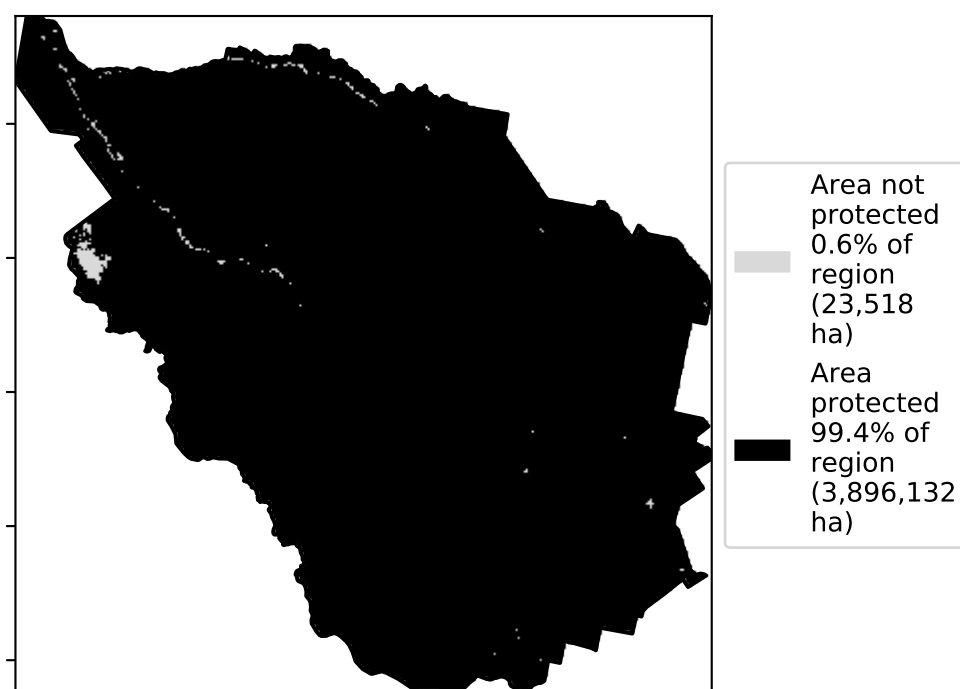 Area not
protected
0.6% of
region
(23,518
ha)
Area
protected
99.4% of
region
(3,896,132
ha)